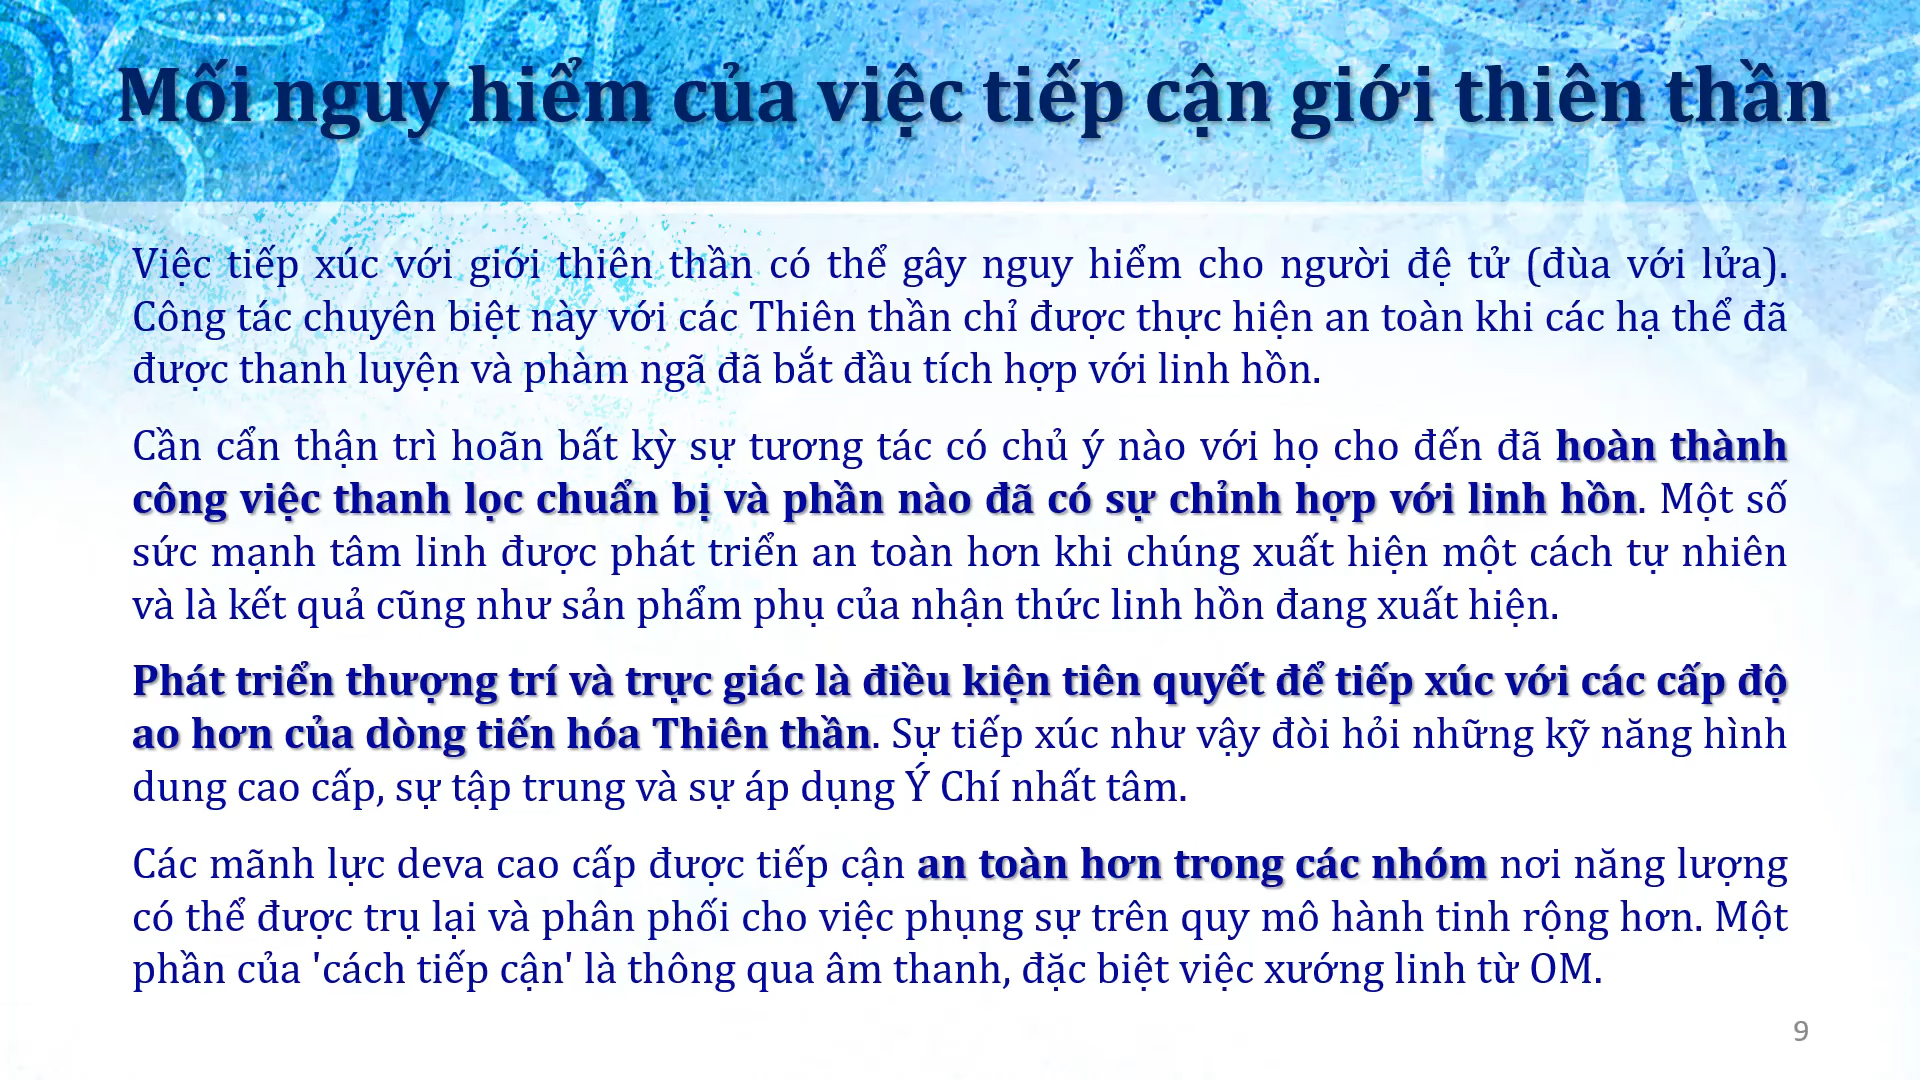 Mối nguy hiểm của việc tiếp cận giới thiên thần
Việc tiếp xúc với giới thiên thần có thể gây nguy hiểm cho người đệ tử (đùa với lửa).
Công tác chuyên biệt này với các Thiên thần chỉ được thực hiện an toàn khi các hạ thể đã
được thanh luyện và phàm ngã đã bắt đầu tích hợp với linh hồn.
Cần cẩn thận trì hoãn bất kỳ sự tương tác có chủ ý nào với họ cho đến đã hoàn thành
công việc thanh lọc chuẩn bị và phần nào đã có sự chỉnh hợp với linh hồn. Một số
sức mạnh tâm linh được phát triển an toàn hơn khi chúng xuất hiện một cách tự nhiên
và là kết quả cũng như sản phẩm phụ của nhận thức linh hồn đang xuất hiện.
Phát triển thượng trí và trực giác là điều kiện tiên quyết để tiếp xúc với các cấp độ
ao hơn của dòng tiến hóa Thiên thần. Sự tiếp xúc như vậy đòi hỏi những kỹ năng hình
dung cao cấp, sự tập trung và sự áp dụng Ý Chí nhất tâm.
Các mãnh lực deva cao cấp được tiếp cận an toàn hơn trong các nhóm nơi năng lượng
có thể được trụ lại và phân phối cho việc phụng sự trên quy mô hành tinh rộng hơn. Một
phần của 'cách tiếp cận' là thông qua âm thanh, đặc biệt việc xướng linh từ OM.
9